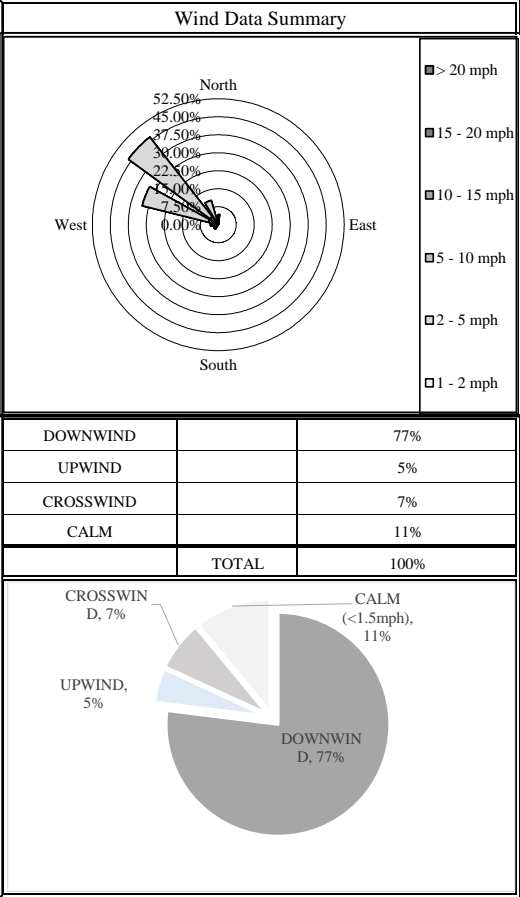 Wind Data Summary
North
52.50%
45.00%
37.50%
30.00%
22.50%
15.00%
7.50%
0.00%
West
East
South
> 20 mph
15 - 20 mph
10 - 15 mph
5 - 10 mph
2 - 5 mph
1 - 2 mph
DOWNWIND 77%
UPWIND 5%
CROSSWIND 7%
CALM 11%
TOTAL 100%
CROSSWIN
D, 7%
CALM
(<1.5mph),
11%
UPWIND,
5%
DOWNWIN
D, 77%